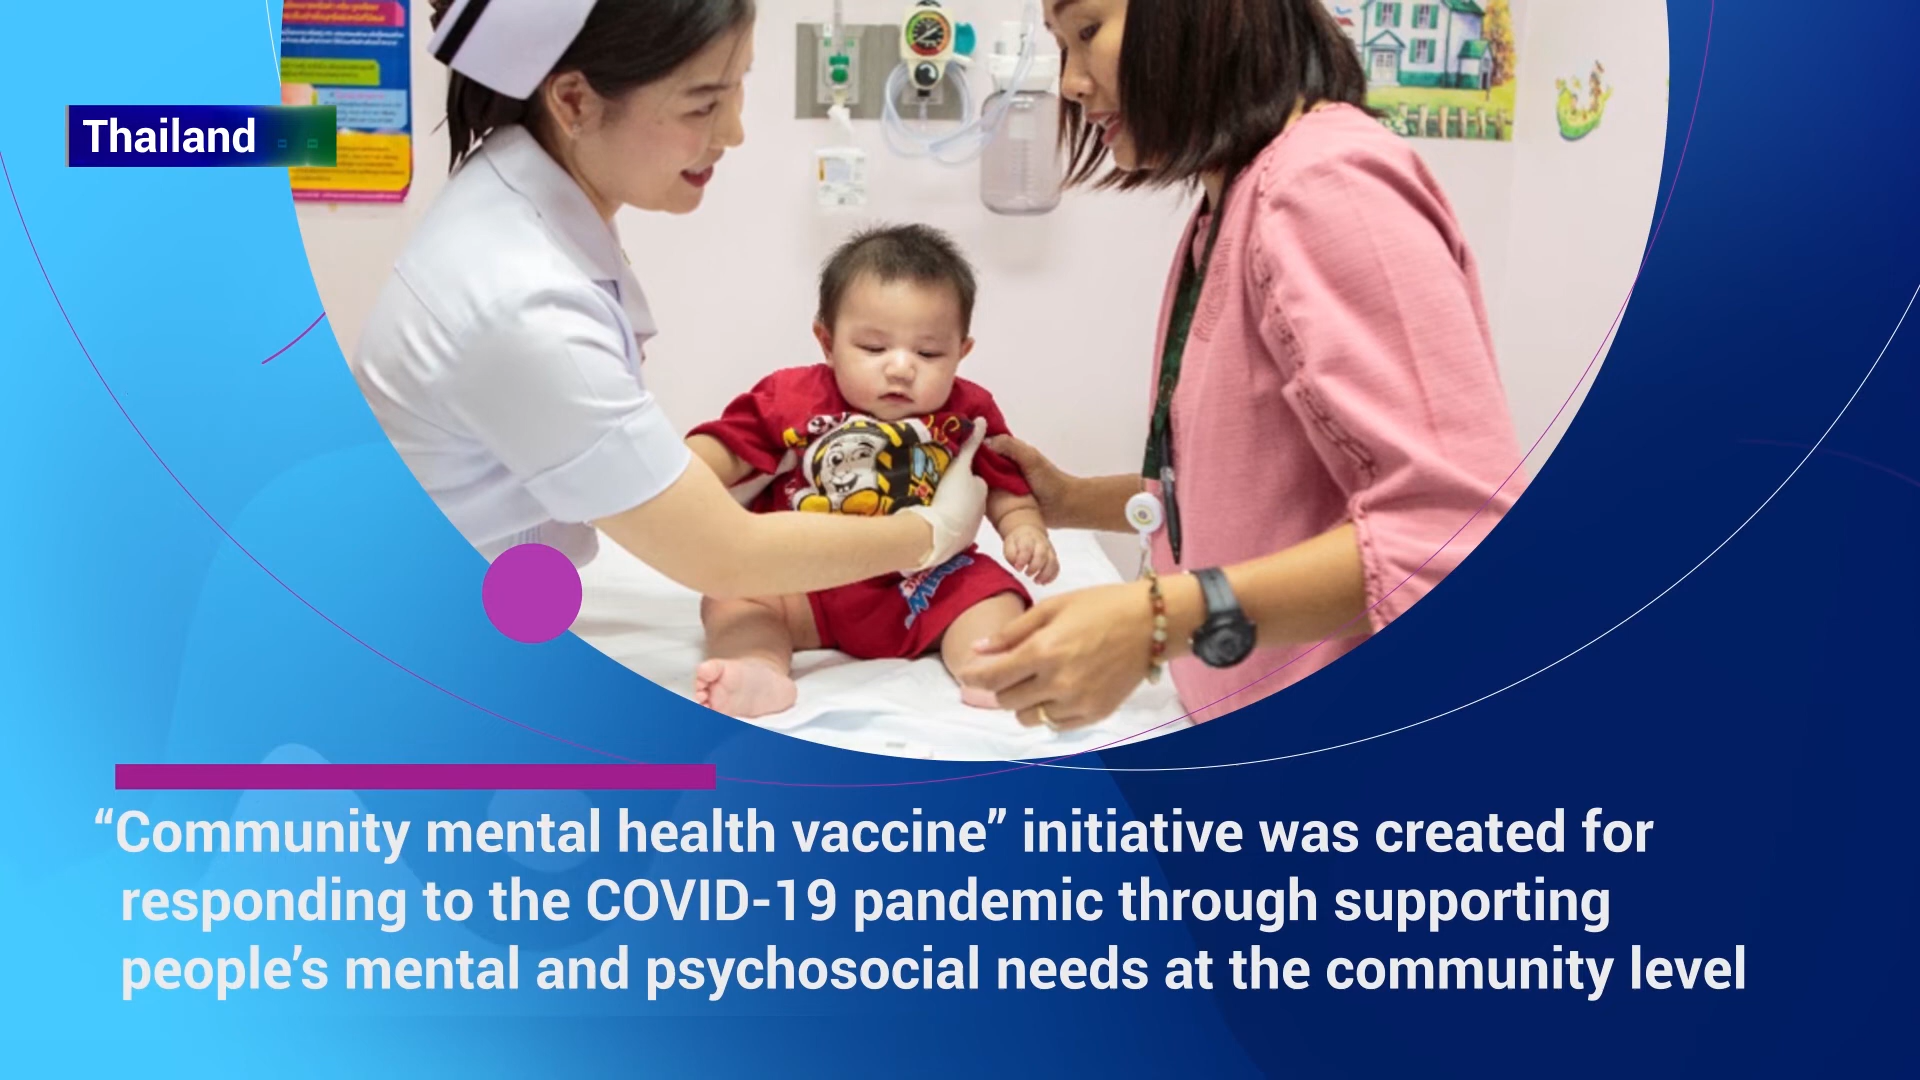 Thailand
“Community mental health vaccine” initiative was created for
responding to the COVID-19 pandemic through supporting
people’s mental and psychosocial needs at the community level